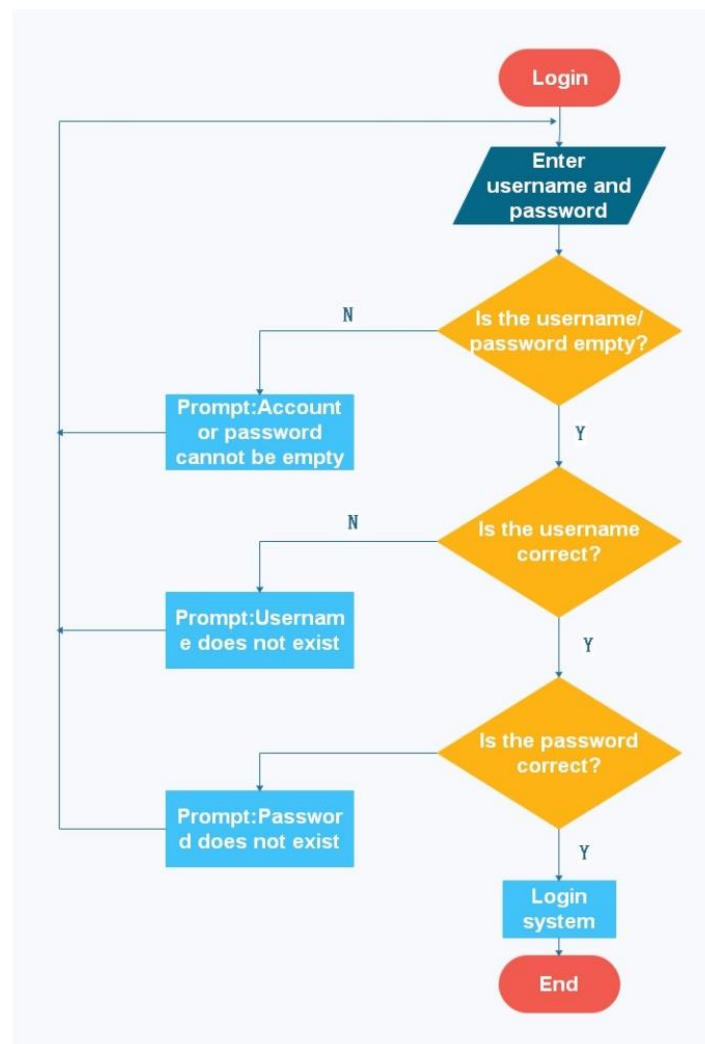 Login
Enter
username and
password
Is the username/
password empty?
N
Prompt:Account
or password
cannot be empty
Y
Is the username
correct?
N
Prompt:Usernam
e does not exist
Y
Is the password
correct?
Prompt:Passwor
d does not exist
Y
Login
system
End